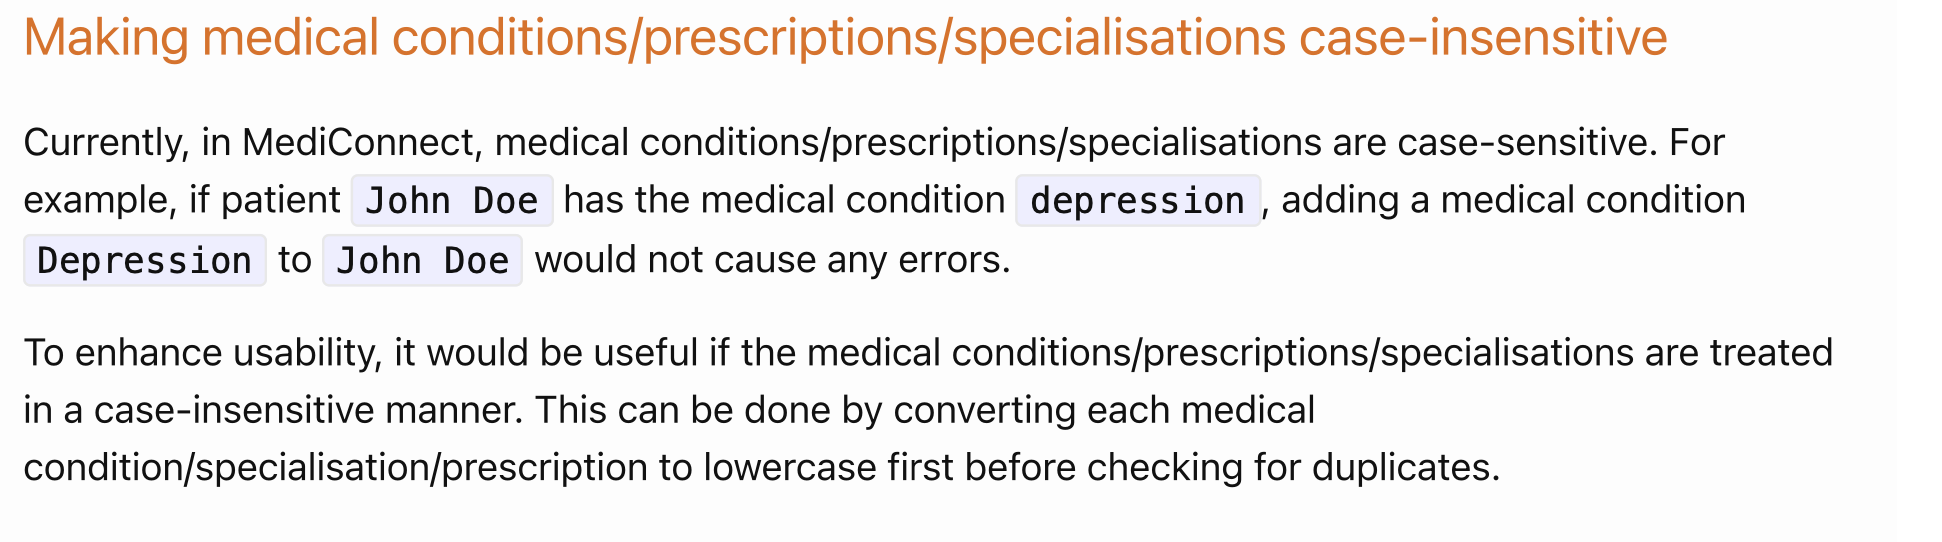 Making medical conditions/prescriptions/specialisations case-insensitive
Currently, in MediConnect, medical conditions/prescriptions/specialisations are case-sensitive. For
example, if patient John Doe has the medical condition depression, adding a medical condition
Depression to John Doe would not cause any errors.
To enhance usability, it would be useful if the medical conditions/prescriptions/specialisations are treated
in a case-insensitive manner. This can be done by converting each medical
condition/specialisation/prescription to lowercase first before checking for duplicates.